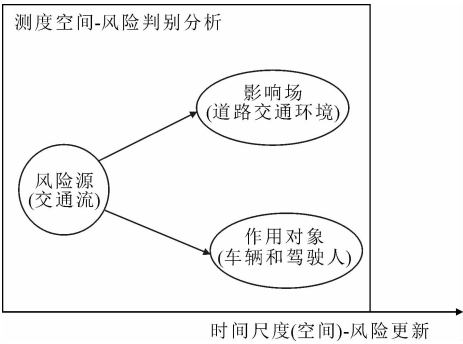 测度空间-风险判别分析
影响场
(道路交通环境)
风险源
(交通流)
作用对象
(车辆和驾驶人)
时间尺度(空间)-风险更新